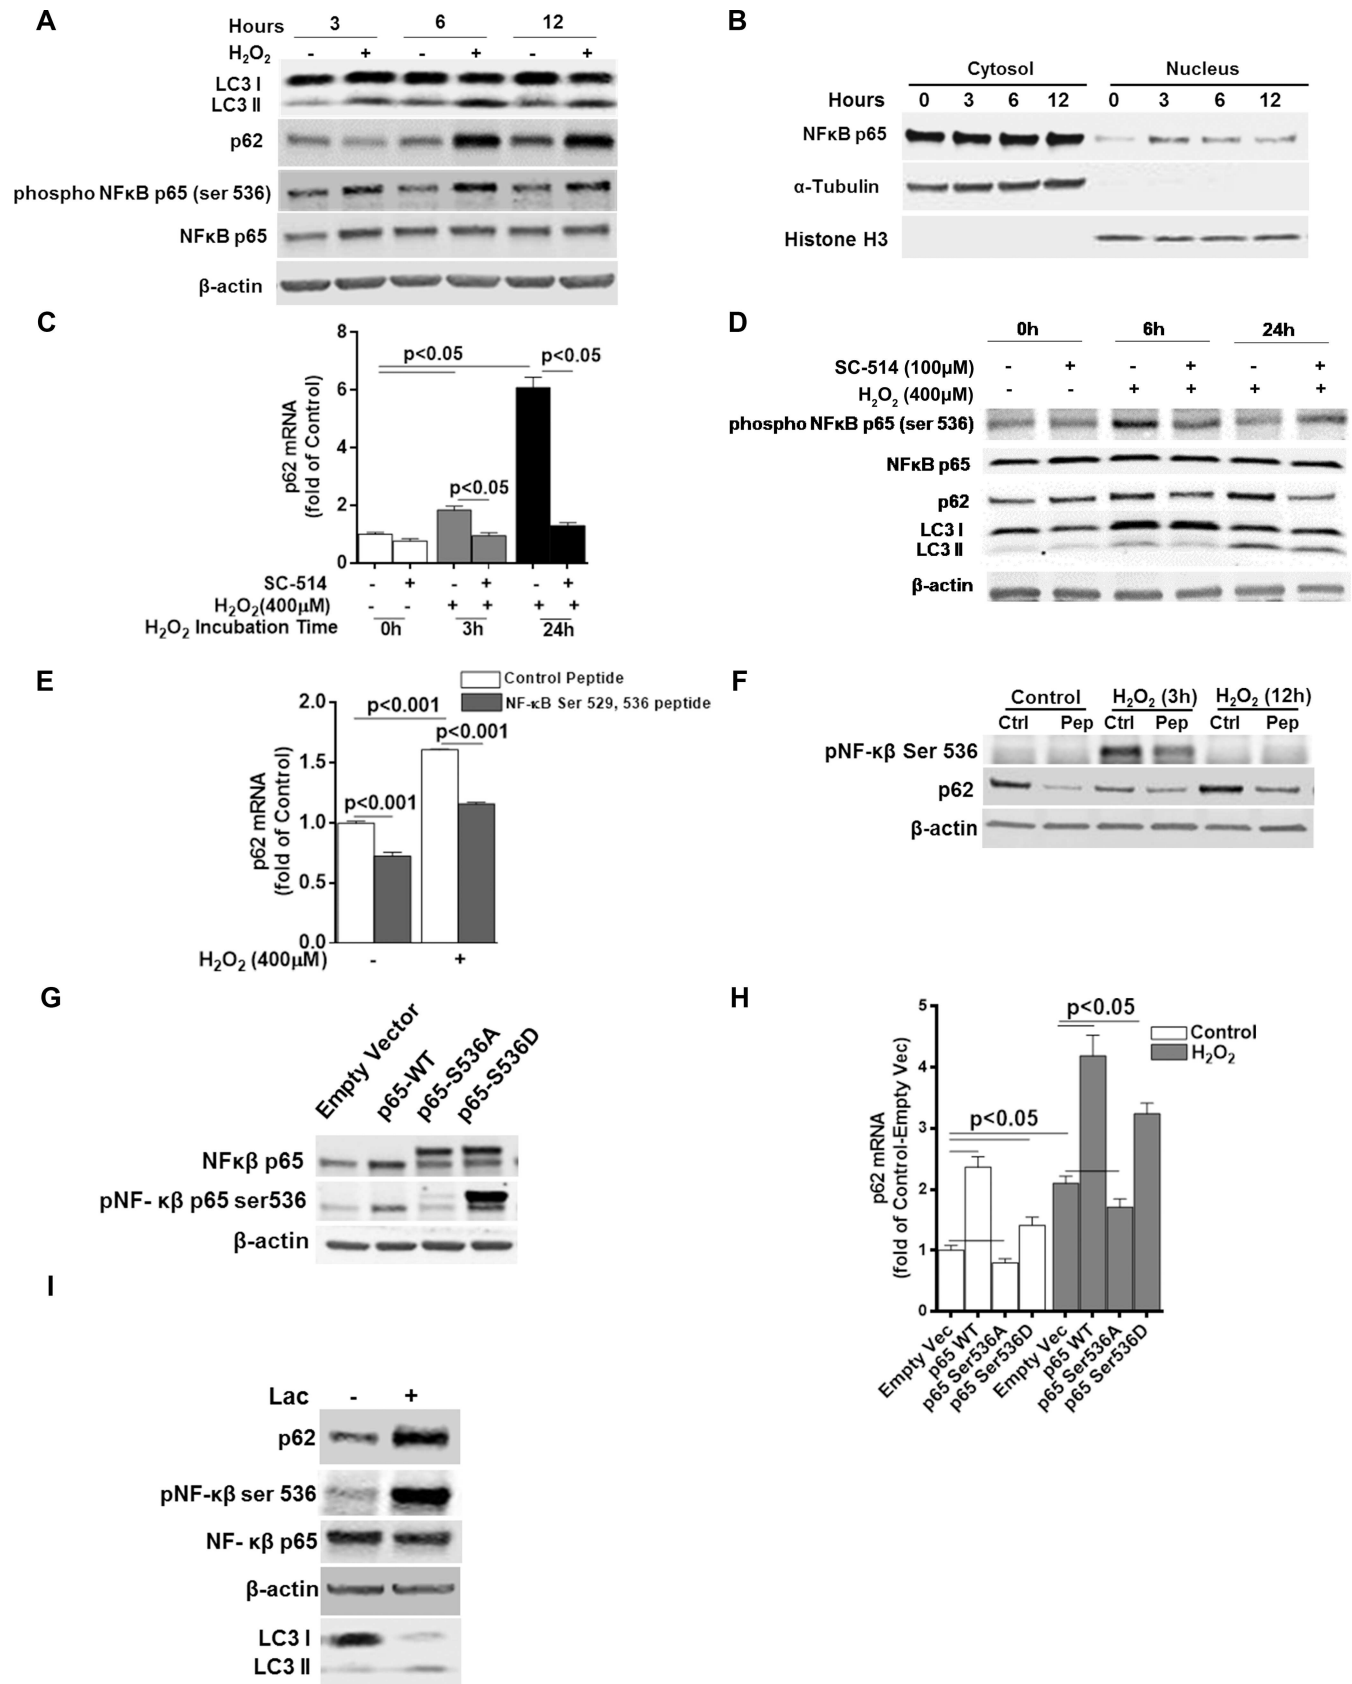 A
Hours 3 6 12
H₂O₂ - + - + - +
LC3 I
LC3 II
p62
phospho NFκB p65 (ser 536)
NFκB p65
β-actin
B
Cytosol Nucleus
Hours 0 3 6 12 0 3 6 12
NFκB p65
α-Tubulin
Histone H3
C
8
6
4
2
0
p62 mRNA
(fold of Control)
p<0.05
p<0.05
p<0.05
SC-514 - + - + - +
H₂O₂(400μM) - - + + + +
H₂O₂ Incubation Time 0h 3h 24h
D
0h 6h 24h
SC-514 (100μM) - + - + - +
H₂O₂ (400μM) - - + + + +
phospho NFκB p65 (ser 536)
NFκB p65
p62
LC3 I
LC3 II
β-actin
E
Control Peptide
NF-κB Ser 529, 536 peptide
2.0
1.5
1.0
0.5
0.0
p62 mRNA
(fold of Control)
p<0.001
p<0.001
p<0.001
H₂O₂ (400μM) - +
F
Control H₂O₂ (3h) H₂O₂ (12h)
Ctrl Pep Ctrl Pep Ctrl Pep
pNF-κβ Ser 536
p62
β-actin
G
Empty Vector
p65-WT
p65-S536A
p65-S536D
NFκβ p65
pNF- κβ p65 ser536
β-actin
H
5
4
3
2
1
0
p62 mRNA
(fold of Control-Empty Vec)
p<0.05
p<0.05
Control
H₂O₂
Empty Vec
p65 WT
p65 Ser536A
p65 Ser536D
Empty Vec
p65 WT
p65 Ser536A
p65 Ser536D
I
Lac - +
p62
pNF-κβ ser 536
NF- κβ p65
β-actin
LC3 I
LC3 II